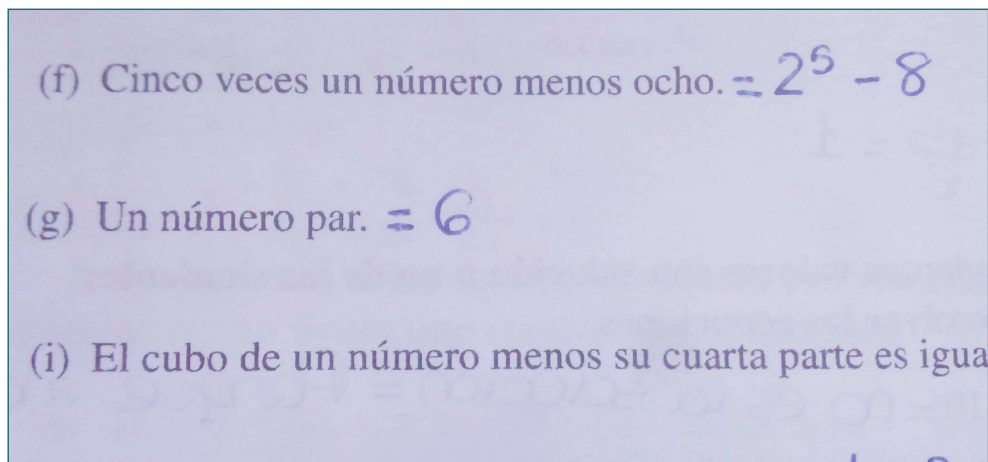 (f) Cinco veces un número menos ocho. = 2⁵ - 8
(g) Un número par. = 6
(i) El cubo de un número menos su cuarta parte es igua